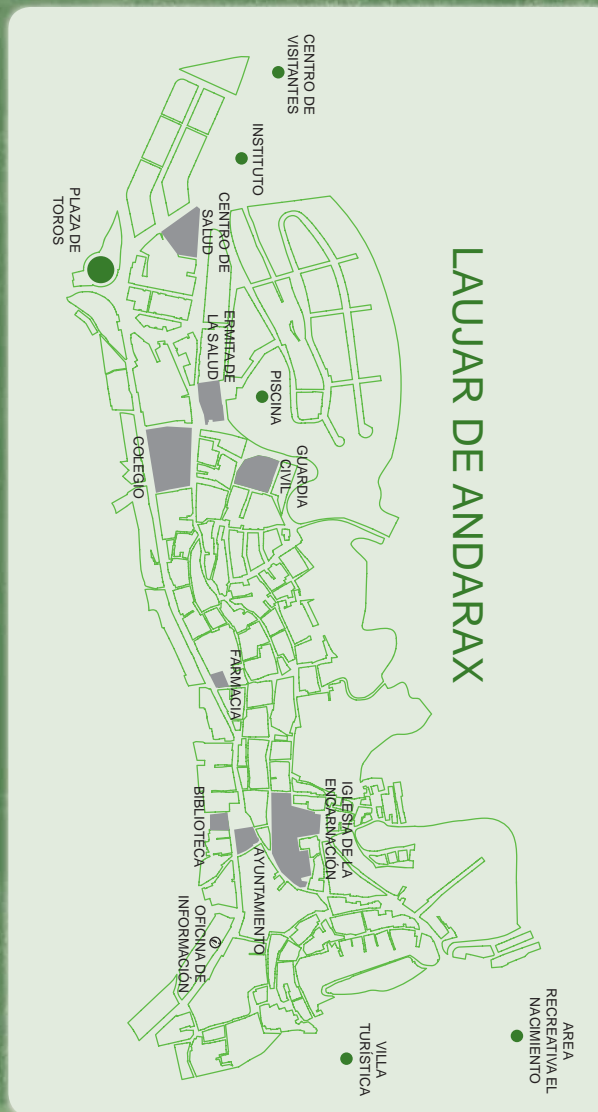 LAUJAR DE ANDARAX
CENTRO DE
VISITANTES
INSTITUTO
CENTRO DE
SALUD
PLAZA DE
TOROS
ERMITA DE
LA SALUD
PISCINA
COLEGIO
GUARDIA
CIVIL
FARMACIA
IGLESIA DE LA
ENCARNACIÓN
BIBLIOTECA
AYUNTAMIENTO
OFICINA DE
INFORMACIÓN
VILLA
TURÍSTICA
AREA
RECREATIVA EL
NACIMIENTO